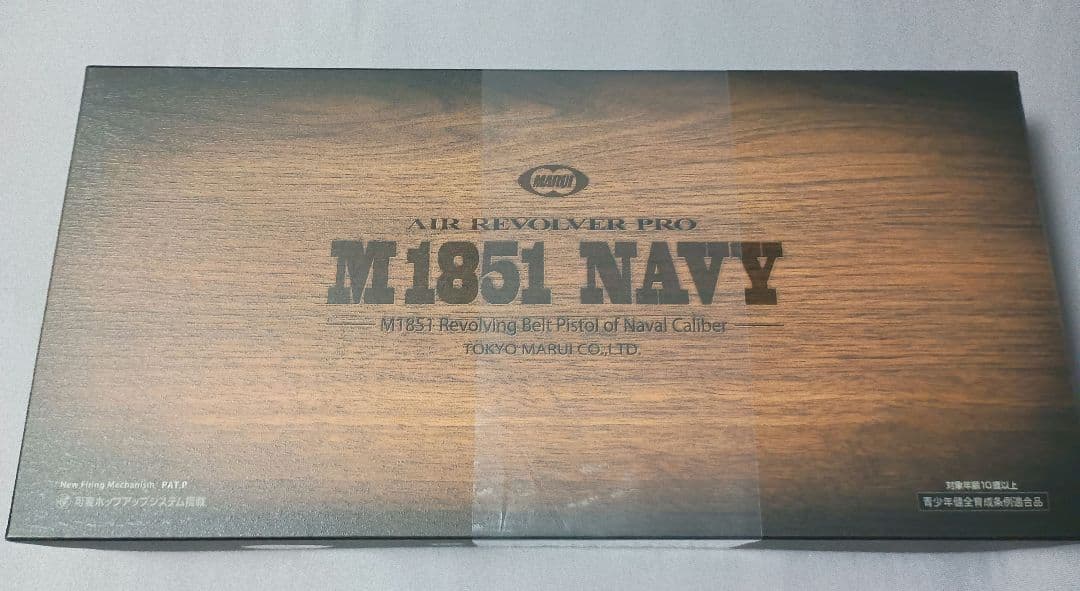 MARUI
AIR REVOLVER PRO
M1851 NAVY
M1851 Revolving Belt Pistol of Naval Caliber
TOKYO MARUI CO.,LTD.
"New Firing Mechanism" PAT.P
可変ホップアップシステム搭載
対象年齢10歳以上
青少年健全育成条例適合品